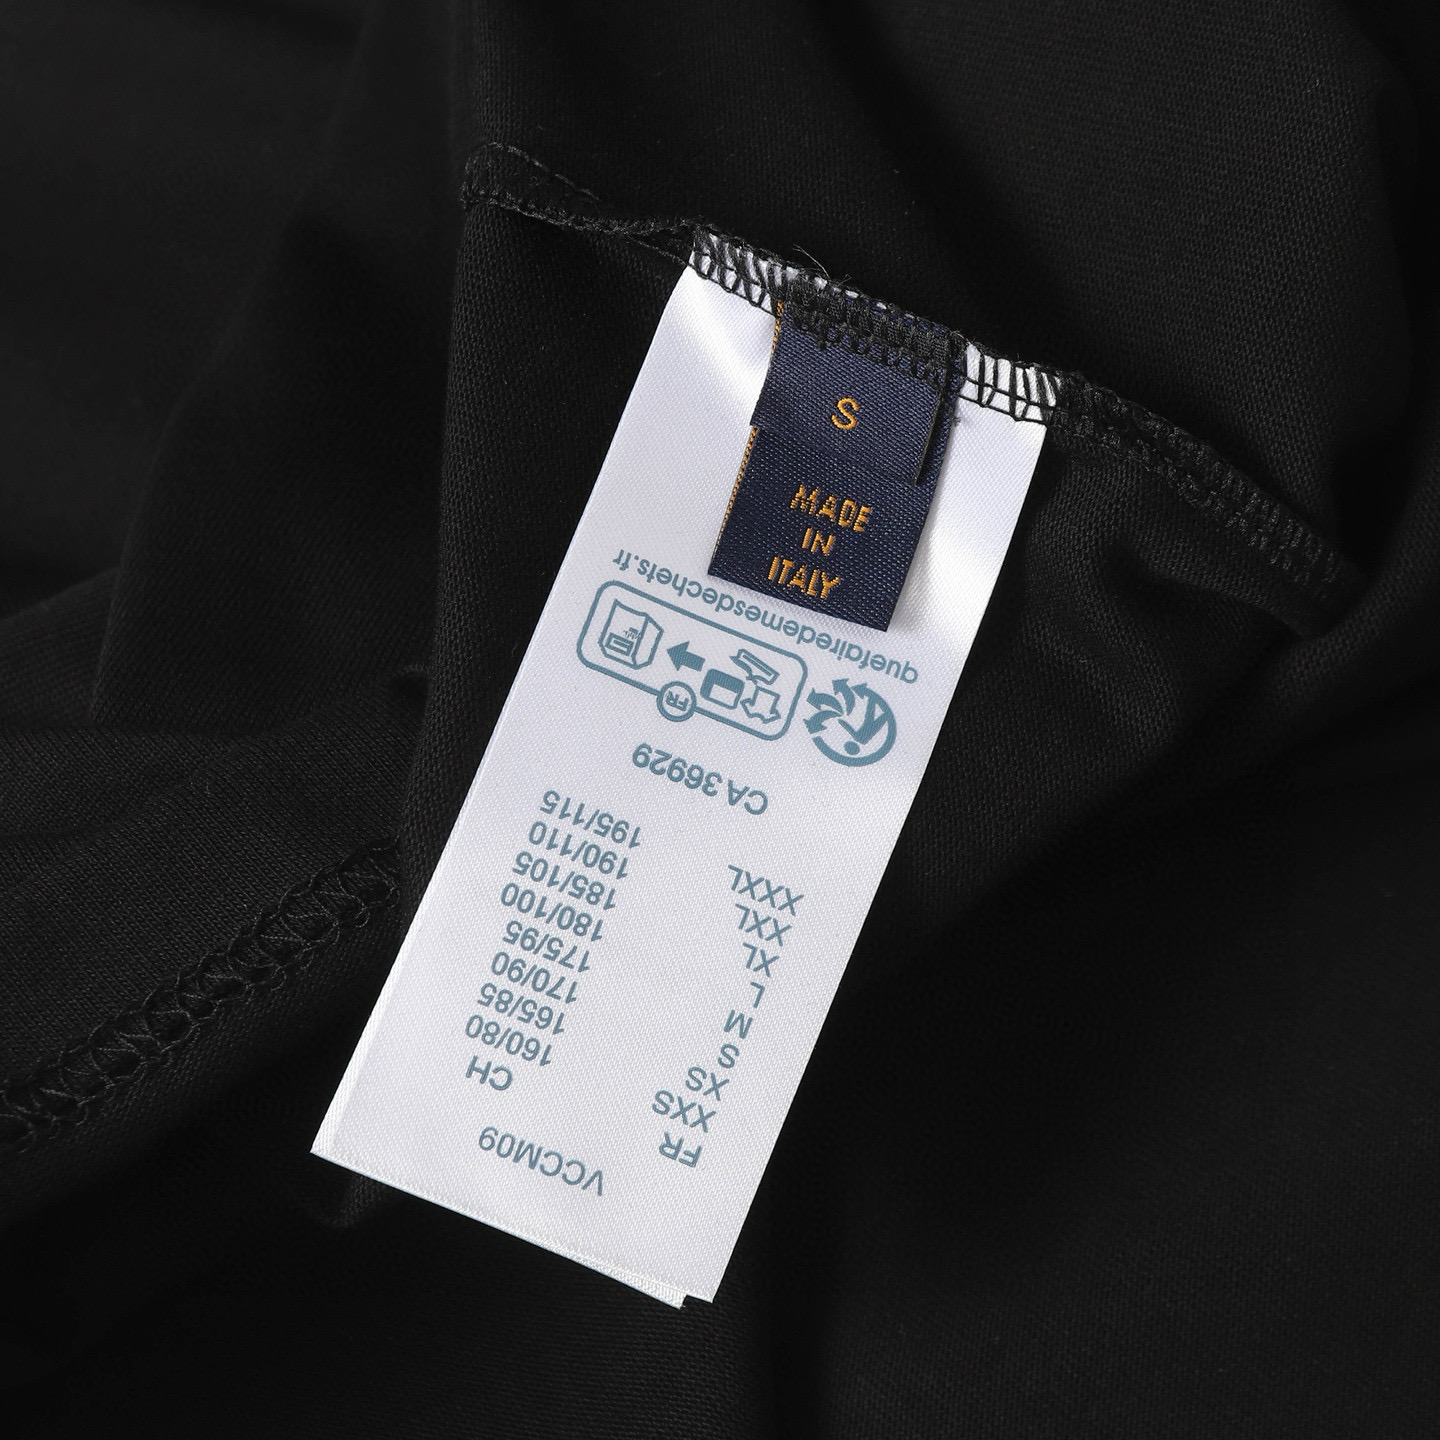 S
MADE
IN
ITALY
VCCM09
FR CH
XXS 160/80
XS 165/85
S 170/90
M 175/95
L 180/100
XL 185/105
XXL 190/110
XXXL 195/115
CA 36929
FR
quefairedemesdechets.fr